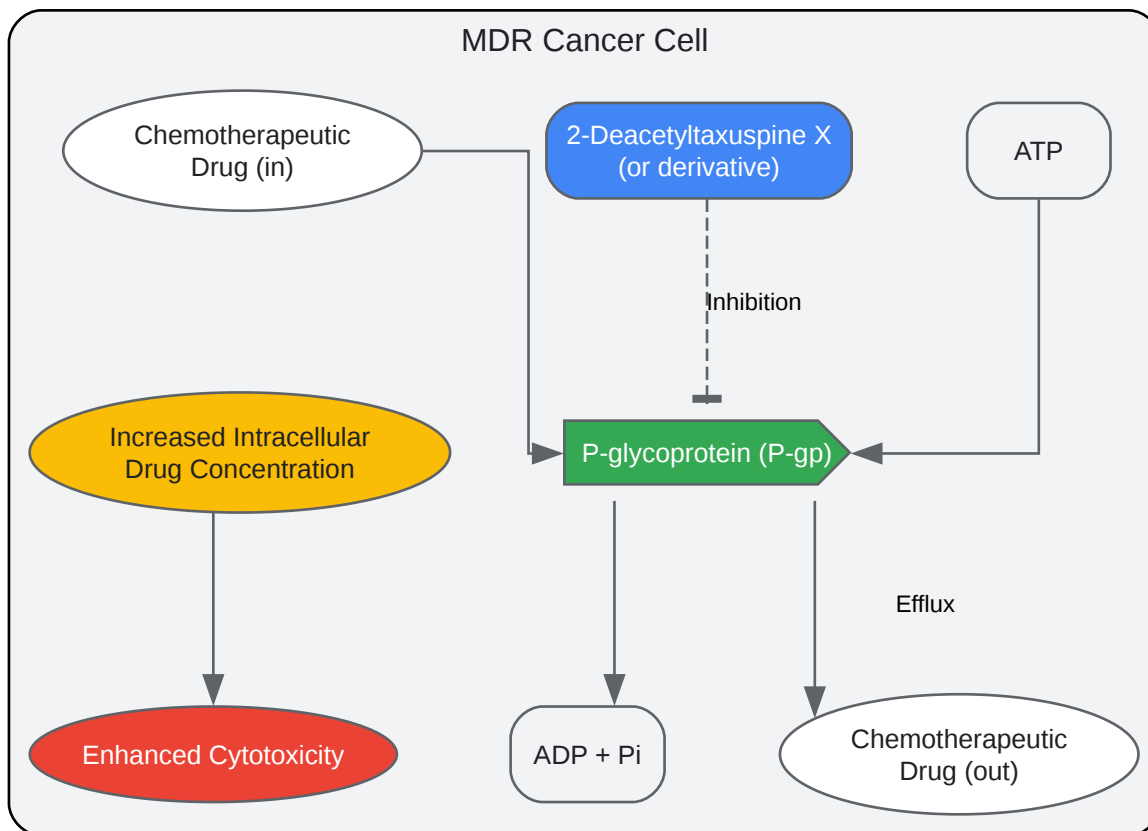 MDR Cancer Cell
Chemotherapeutic
Drug (in)
2-Deacetyltaxuspine X
(or derivative)
ATP
Inhibition
Increased Intracellular
Drug Concentration
P-glycoprotein (P-gp)
Efflux
Enhanced Cytotoxicity
ADP + Pi
Chemotherapeutic
Drug (out)